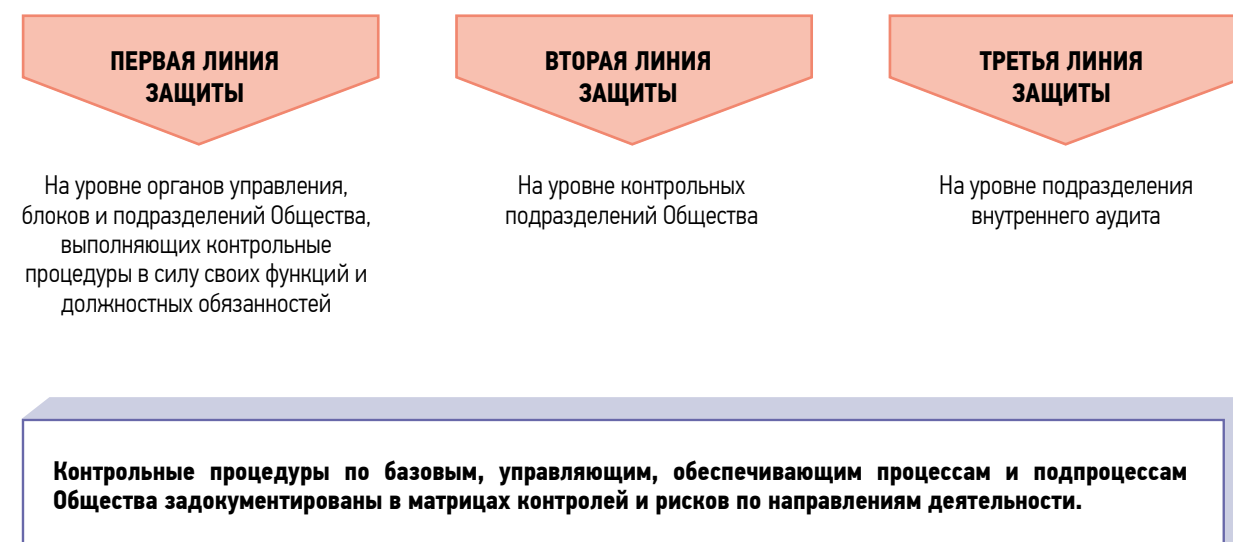 ПЕРВАЯ ЛИНИЯ
ЗАЩИТЫ
На уровне органов управления,
блоков и подразделений Общества,
выполняющих контрольные
процедуры в силу своих функций и
должностных обязанностей
ВТОРАЯ ЛИНИЯ
ЗАЩИТЫ
На уровне контрольных
подразделений Общества
ТРЕТЬЯ ЛИНИЯ
ЗАЩИТЫ
На уровне подразделения
внутреннего аудита
Контрольные процедуры по базовым, управляющим, обеспечивающим процессам и подпроцессам
Общества задокументированы в матрицах контролей и рисков по направлениям деятельности.